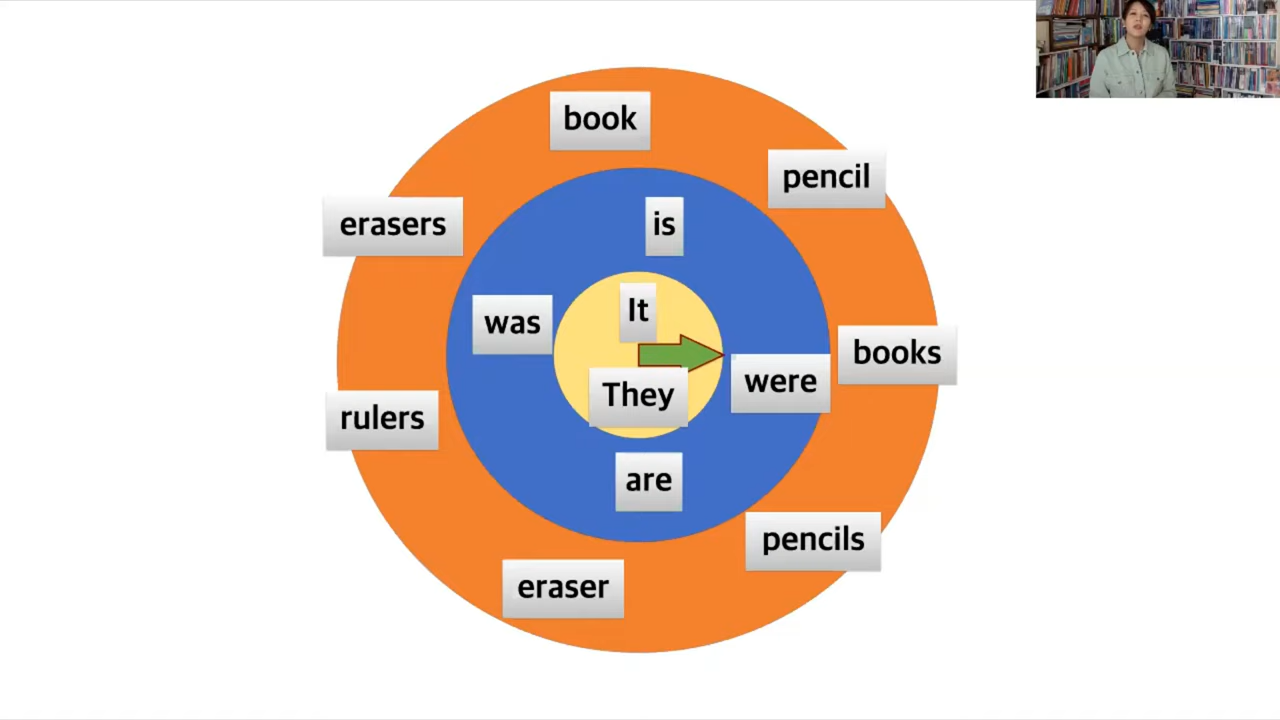 book
pencil
erasers
is
It
was
books
were
They
rulers
are
pencils
eraser